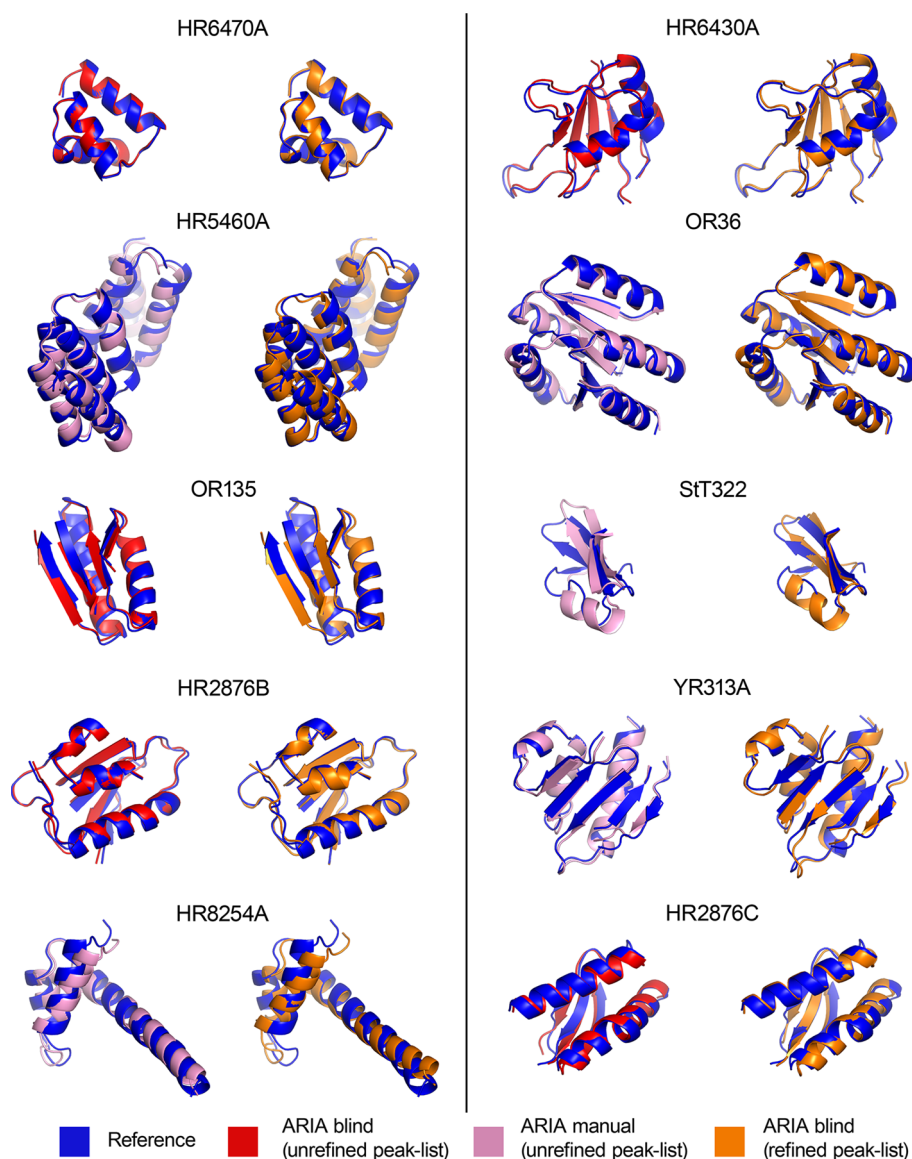 HR6470A
HR6430A
HR5460A
OR36
OR135
StT322
HR2876B
YR313A
HR8254A
HR2876C
Reference
ARIA blind
(unrefined peak-list)
ARIA manual
(unrefined peak-list)
ARIA blind
(refined peak-list)